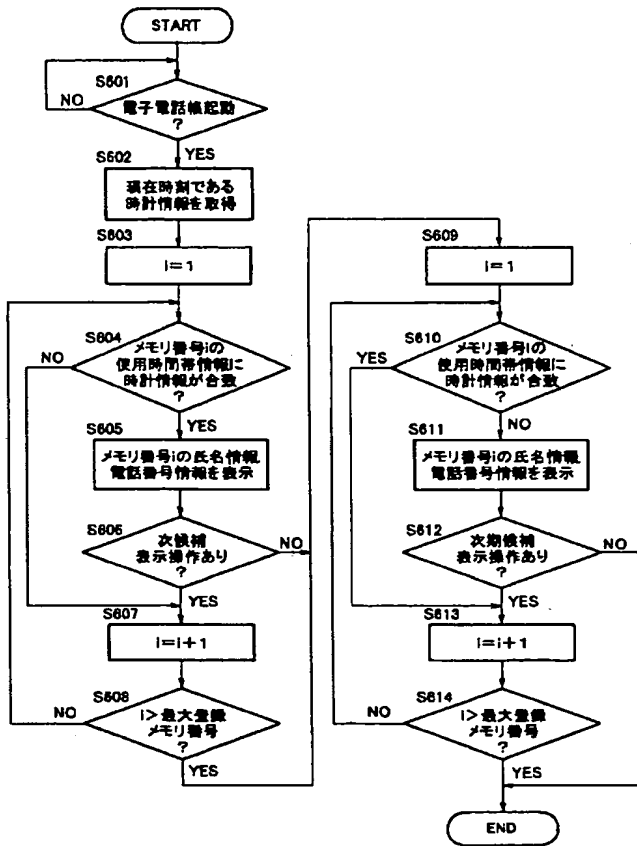 START
S601
NO
電子電話帳起動
?
YES
S602
現在時刻である
時計情報を取得
S603
i=1
S604
NO
メモリ番号iの
使用時間帯情報に
時計情報が合致
?
YES
S605
メモリ番号iの氏名情報
電話番号情報を表示
S606
次候補
表示操作あり
?
NO
YES
S607
i=i+1
S608
NO
i>最大登録
メモリ番号
?
YES
S609
i=1
S610
YES
メモリ番号iの
使用時間帯情報に
時計情報が合致
?
NO
S611
メモリ番号iの氏名情報
電話番号情報を表示
S612
次期候補
表示操作あり
?
NO
YES
S613
i=i+1
S614
NO
i>最大登録
メモリ番号
?
YES
END